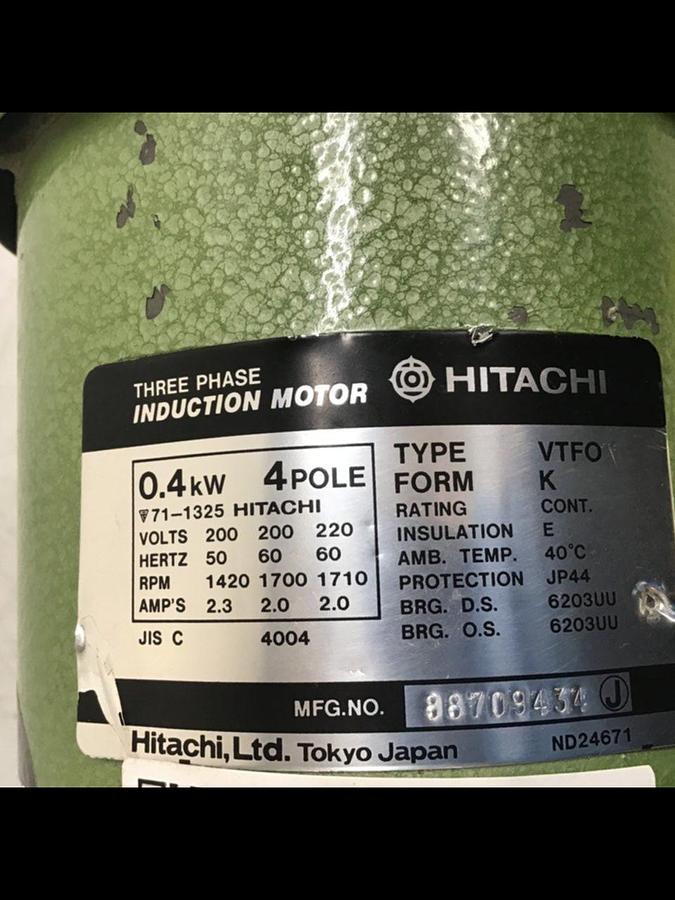 THREE PHASE
INDUCTION MOTOR
HITACHI
0.4kW 4POLE
71-1325 HITACHI
VOLTS 200 200 220
HERTZ 50 60 60
RPM 1420 1700 1710
AMP'S 2.3 2.0 2.0
JIS C 4004
TYPE VTFO
FORM K
RATING CONT.
INSULATION E
AMB. TEMP. 40°C
PROTECTION JP44
BRG. D.S. 6203UU
BRG. O.S. 6203UU
MFG.NO. 88709434 J
Hitachi, Ltd. Tokyo Japan ND24671